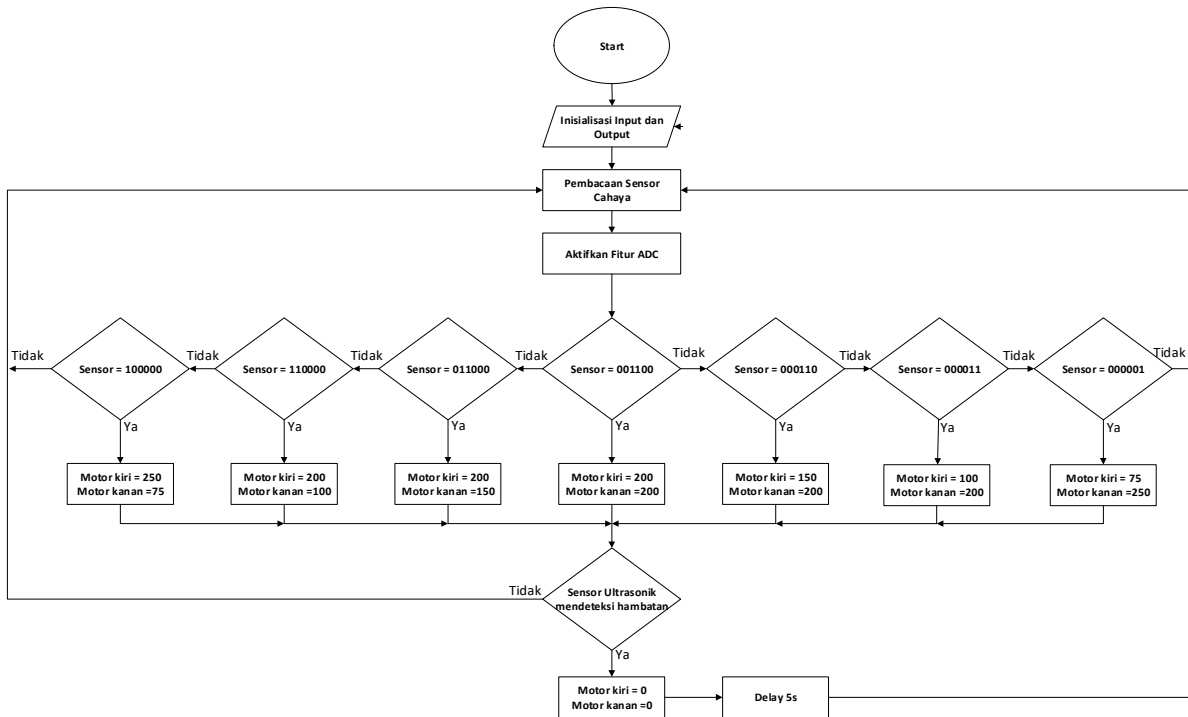 Start
Inisialisasi Input dan
Output
Pembacaan Sensor
Cahaya
Aktifkan Fitur ADC
Tidak
Tidak
Tidak
Tidak
Tidak
Tidak
Tidak
Tidak
Sensor = 100000
Sensor = 110000
Sensor = 011000
Sensor = 001100
Sensor = 000110
Sensor = 000011
Sensor = 000001
Ya
Ya
Ya
Ya
Ya
Ya
Ya
Motor kiri = 250
Motor kanan =75
Motor kiri = 200
Motor kanan =100
Motor kiri = 200
Motor kanan =150
Motor kiri = 200
Motor kanan =200
Motor kiri = 150
Motor kanan =200
Motor kiri = 100
Motor kanan =200
Motor kiri = 75
Motor kanan =250
Tidak
Sensor Ultrasonik
mendeteksi hambatan
Ya
Motor kiri = 0
Motor kanan =0
Delay 5s